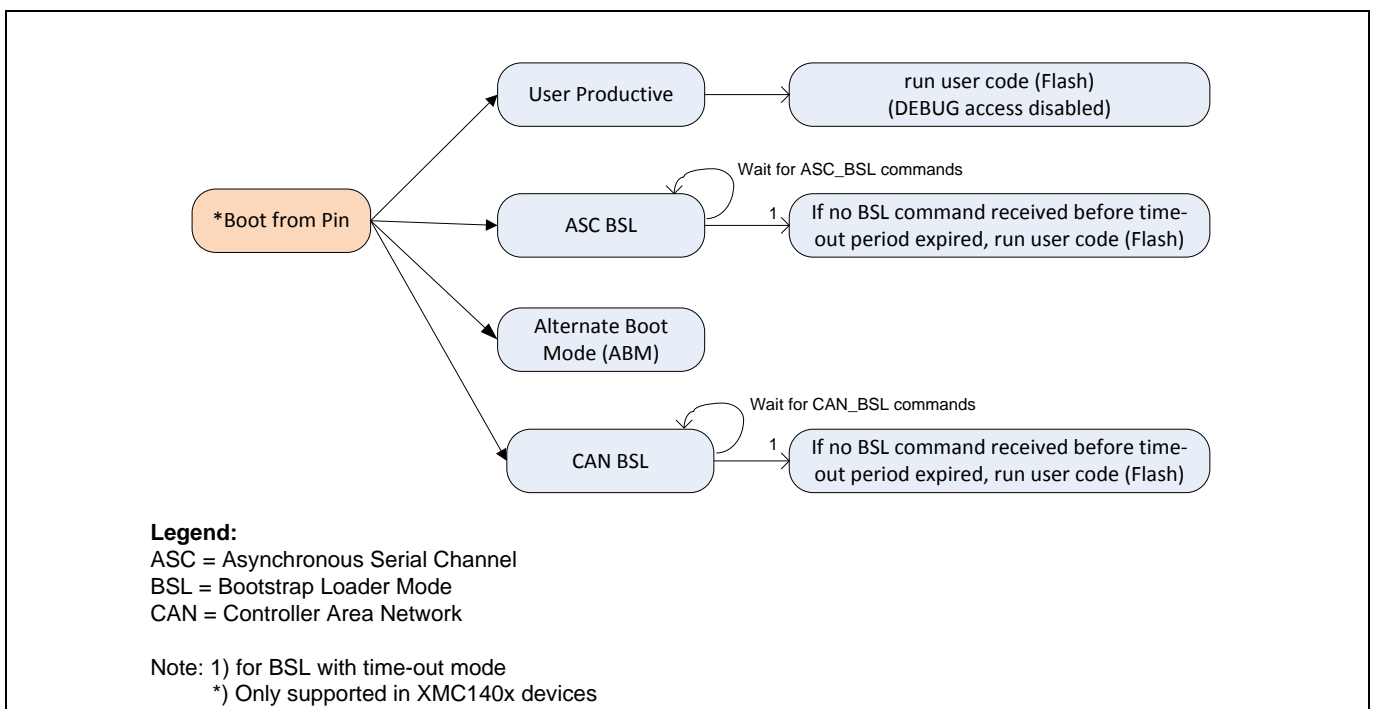 User Productive
run user code (Flash)
(DEBUG access disabled)
Wait for ASC_BSL commands
*Boot from Pin
ASC BSL
1
If no BSL command received before time-
out period expired, run user code (Flash)
Alternate Boot
Mode (ABM)
Wait for CAN_BSL commands
CAN BSL
1
If no BSL command received before time-
out period expired, run user code (Flash)
Legend:
ASC = Asynchronous Serial Channel
BSL = Bootstrap Loader Mode
CAN = Controller Area Network
Note: 1) for BSL with time-out mode
*) Only supported in XMC140x devices